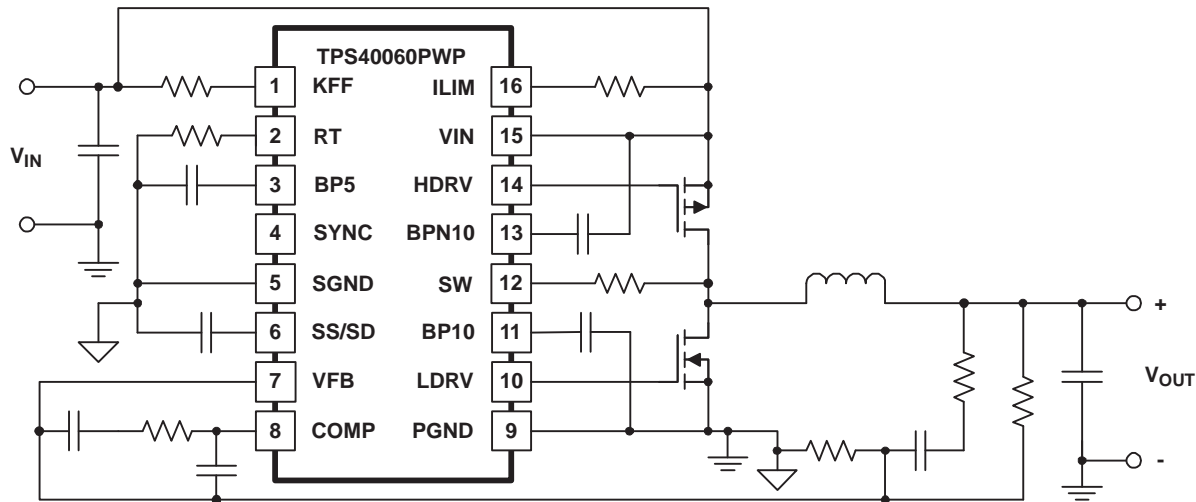 TPS40060PWP
1 KFF ILIM 16
2 RT VIN 15
V_IN
3 BP5 HDRV 14
4 SYNC BPN10 13
5 SGND SW 12
+
6 SS/SD BP10 11
7 VFB LDRV 10
V_OUT
8 COMP PGND 9
-